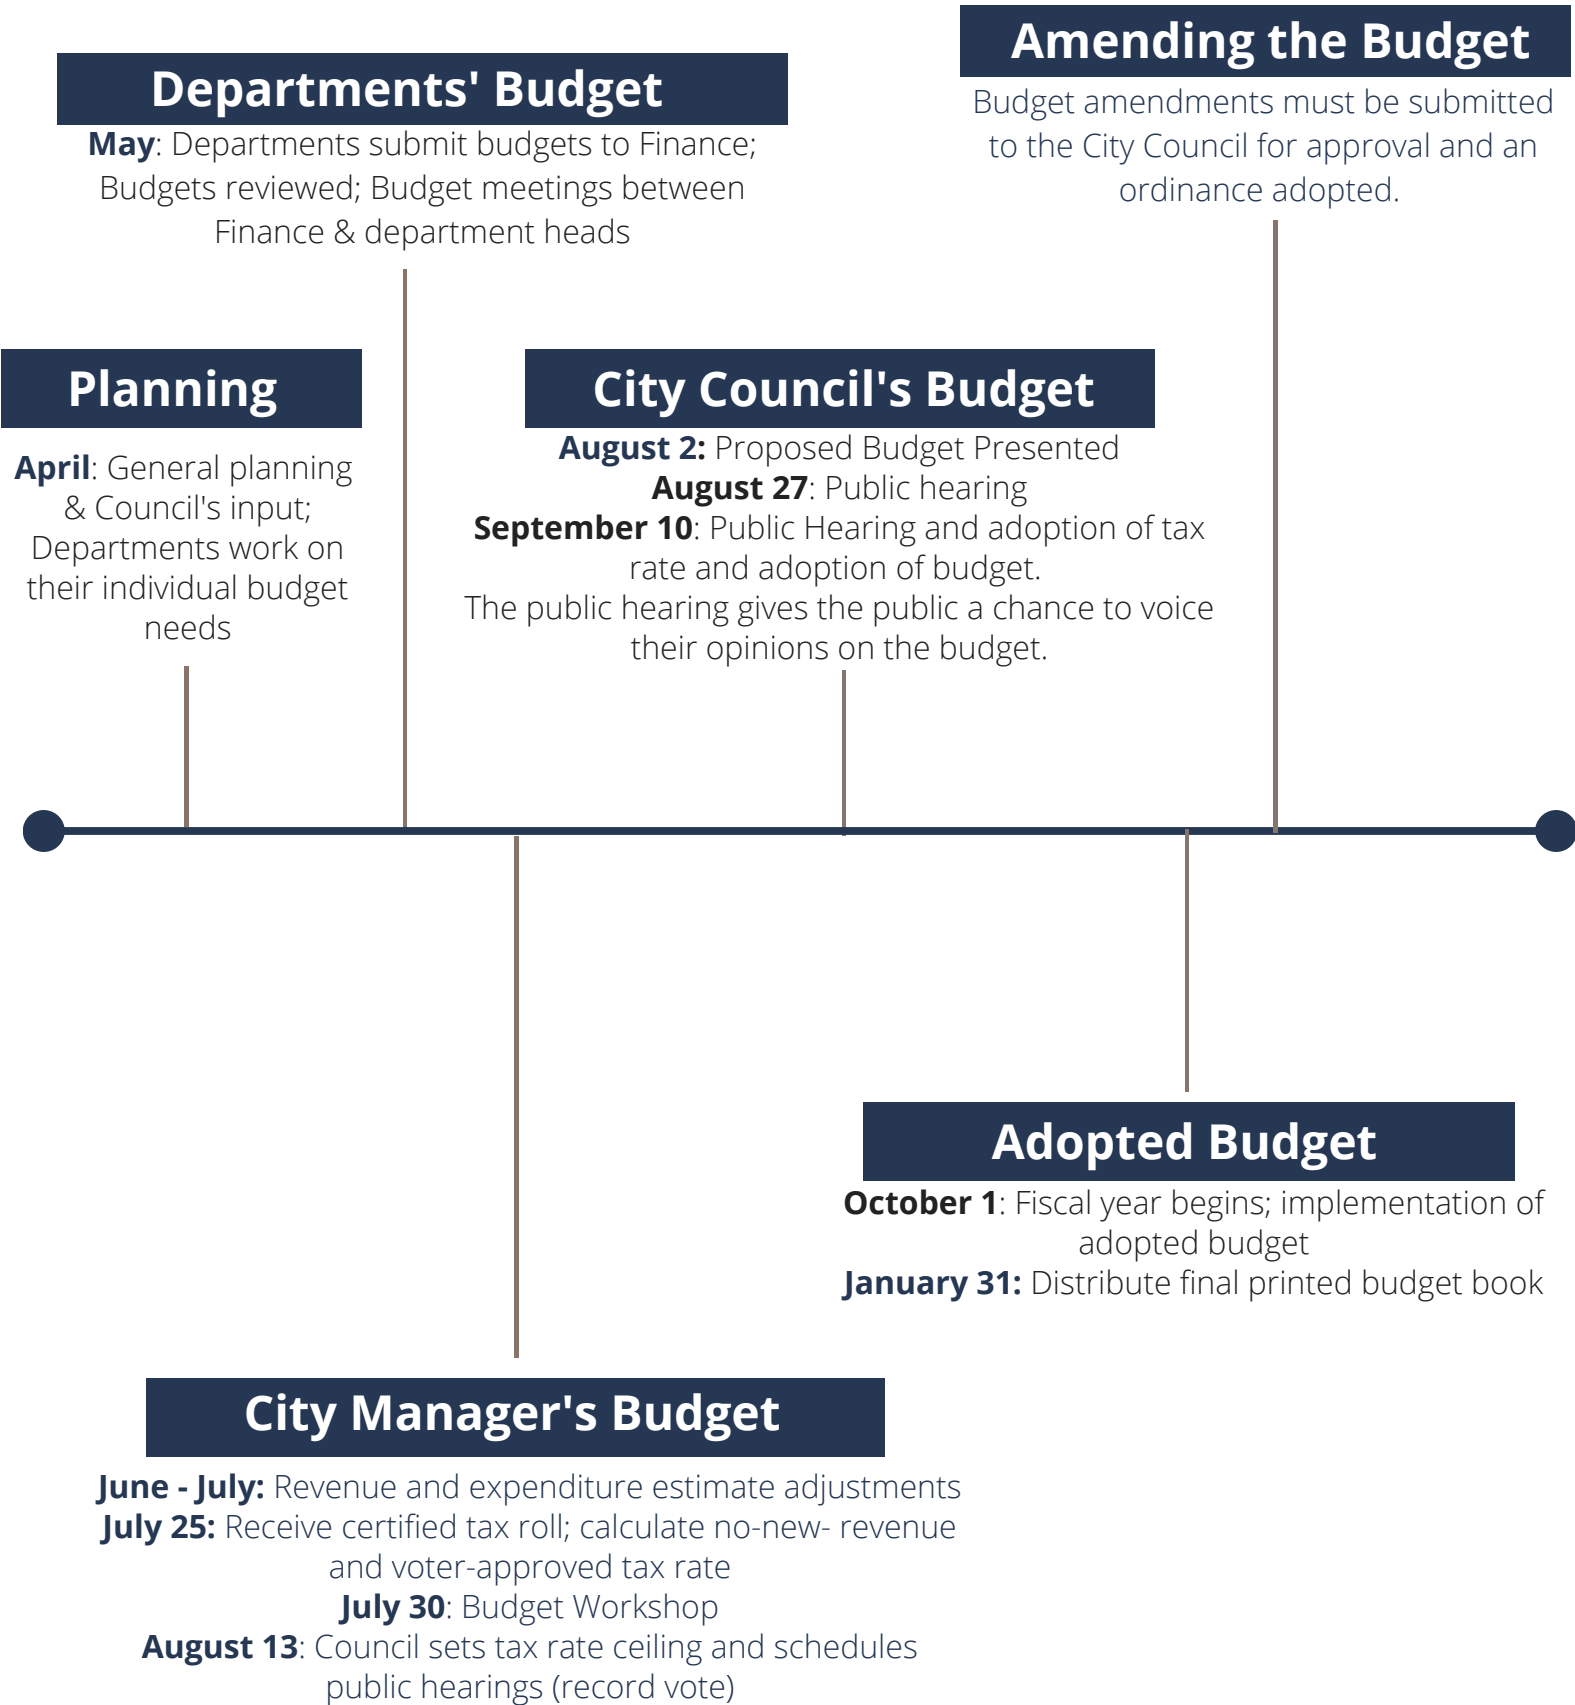 Departments' Budget
May: Departments submit budgets to Finance;
Budgets reviewed; Budget meetings between
Finance & department heads
Amending the Budget
Budget amendments must be submitted
to the City Council for approval and an
ordinance adopted.
Planning
April: General planning
& Council's input;
Departments work on
their individual budget
needs
City Council's Budget
August 2: Proposed Budget Presented
August 27: Public hearing
September 10: Public Hearing and adoption of tax
rate and adoption of budget.
The public hearing gives the public a chance to voice
their opinions on the budget.
Adopted Budget
October 1: Fiscal year begins; implementation of
adopted budget
January 31: Distribute final printed budget book
City Manager's Budget
June - July: Revenue and expenditure estimate adjustments
July 25: Receive certified tax roll; calculate no-new- revenue
and voter-approved tax rate
July 30: Budget Workshop
August 13: Council sets tax rate ceiling and schedules
public hearings (record vote)